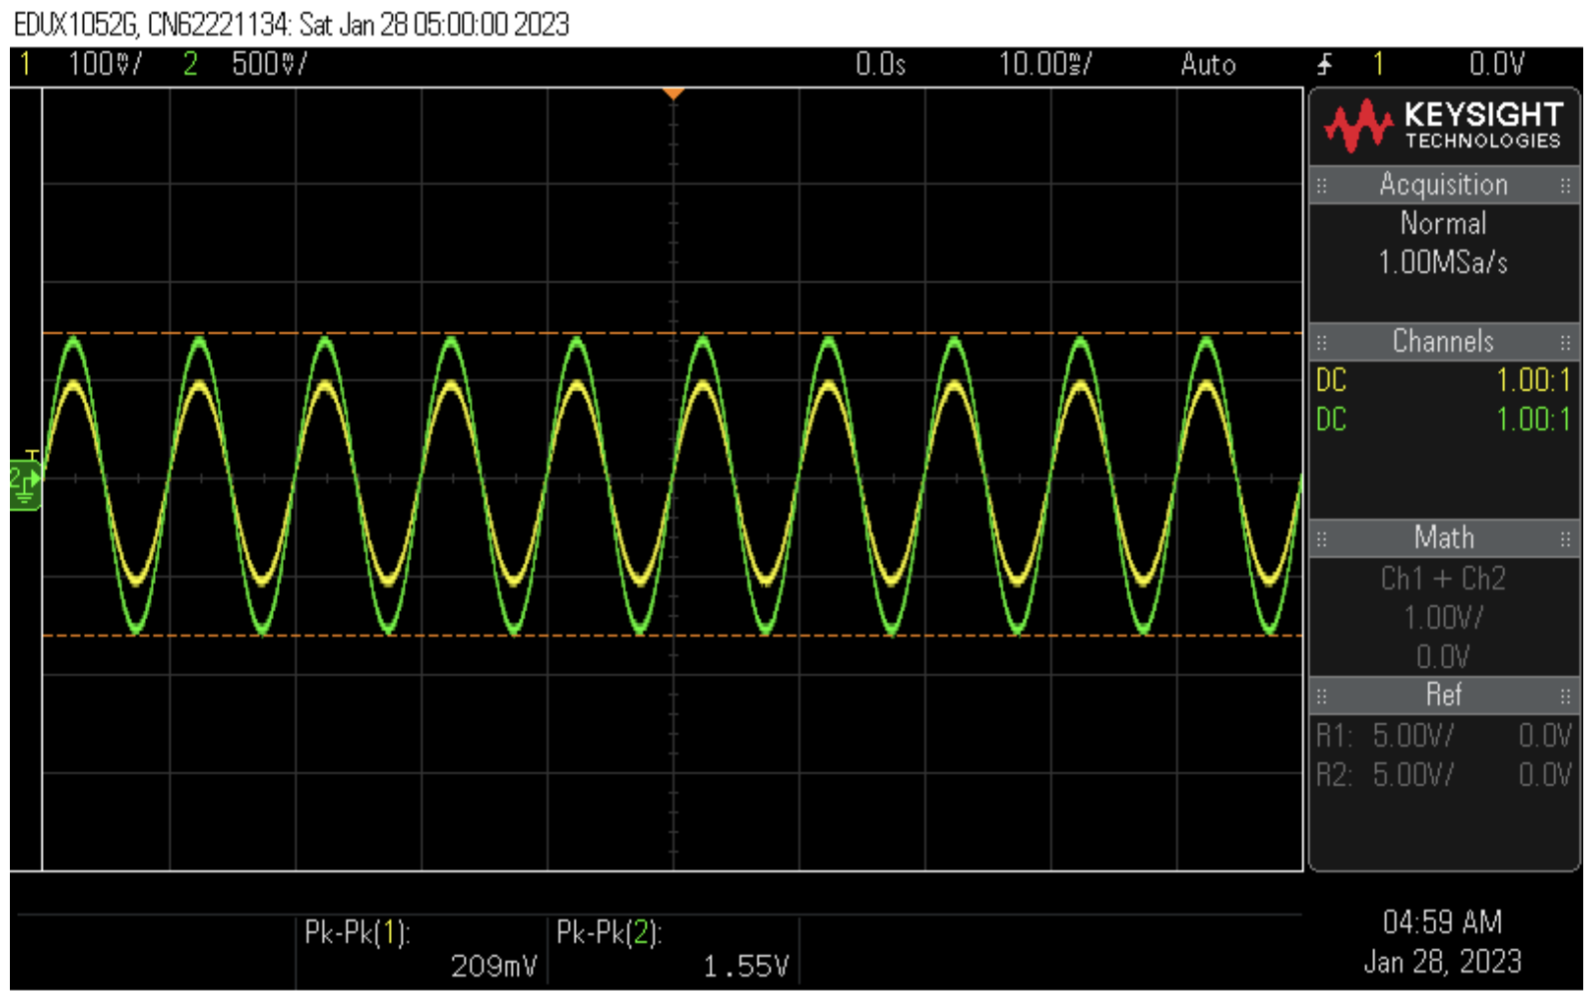 EDUX1052G, CN62221134: Sat Jan 28 05:00:00 2023
1 100mV/ 2 500mV/ 0.0s 10.00ms/ Auto 1 0.0V
KEYSIGHT
TECHNOLOGIES
Acquisition
Normal
1.00MSa/s
Channels
DC 1.00:1
DC 1.00:1
T
2
Math
Ch1 + Ch2
1.00V/
0.0V
Ref
R1: 5.00V/ 0.0V
R2: 5.00V/ 0.0V
Pk-Pk(1): Pk-Pk(2):
209mV 1.55V
04:59 AM
Jan 28, 2023